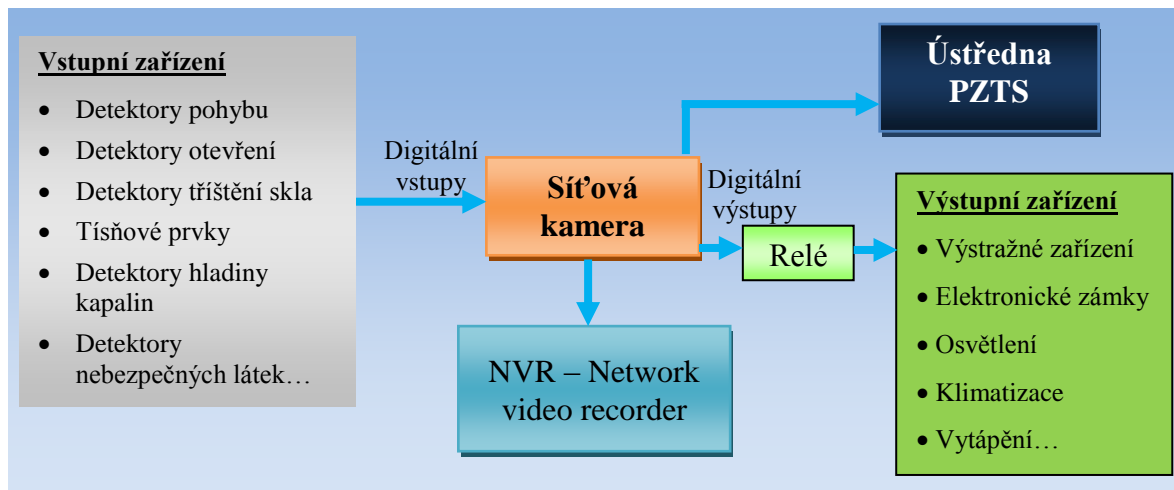 Vstupní zařízení
• Detektory pohybu
• Detektory otevření
• Detektory tříštění skla
• Tísňové prvky
• Detektory hladiny
kapalin
• Detektory
nebezpečných látek…
Digitální
vstupy
Síťová
kamera
Digitální
výstupy
Relé
Ústředna
PZTS
NVR – Network
video recorder
Výstupní zařízení
• Výstražné zařízení
• Elektronické zámky
• Osvětlení
• Klimatizace
• Vytápění…